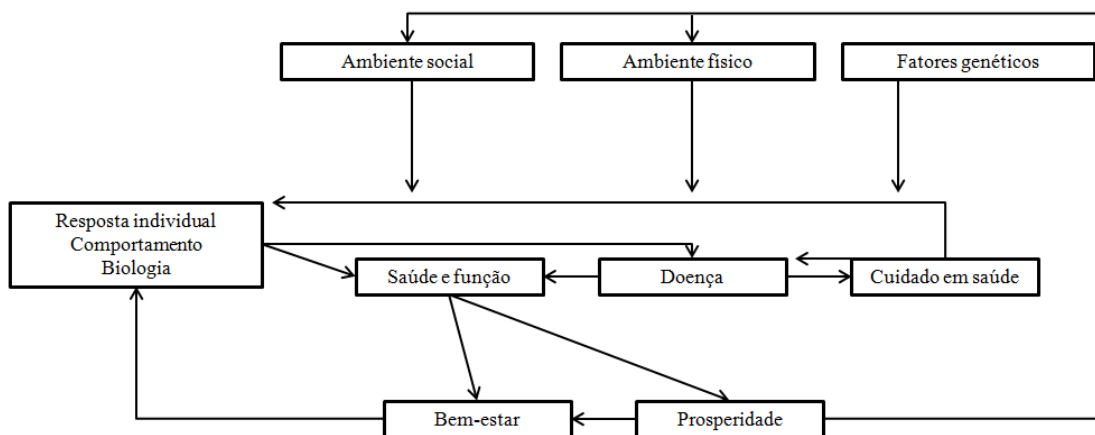 Ambiente social
Ambiente físico
Fatores genéticos
Resposta individual
Comportamento
Biologia
Saúde e função
Doença
Cuidado em saúde
Bem-estar
Prosperidade